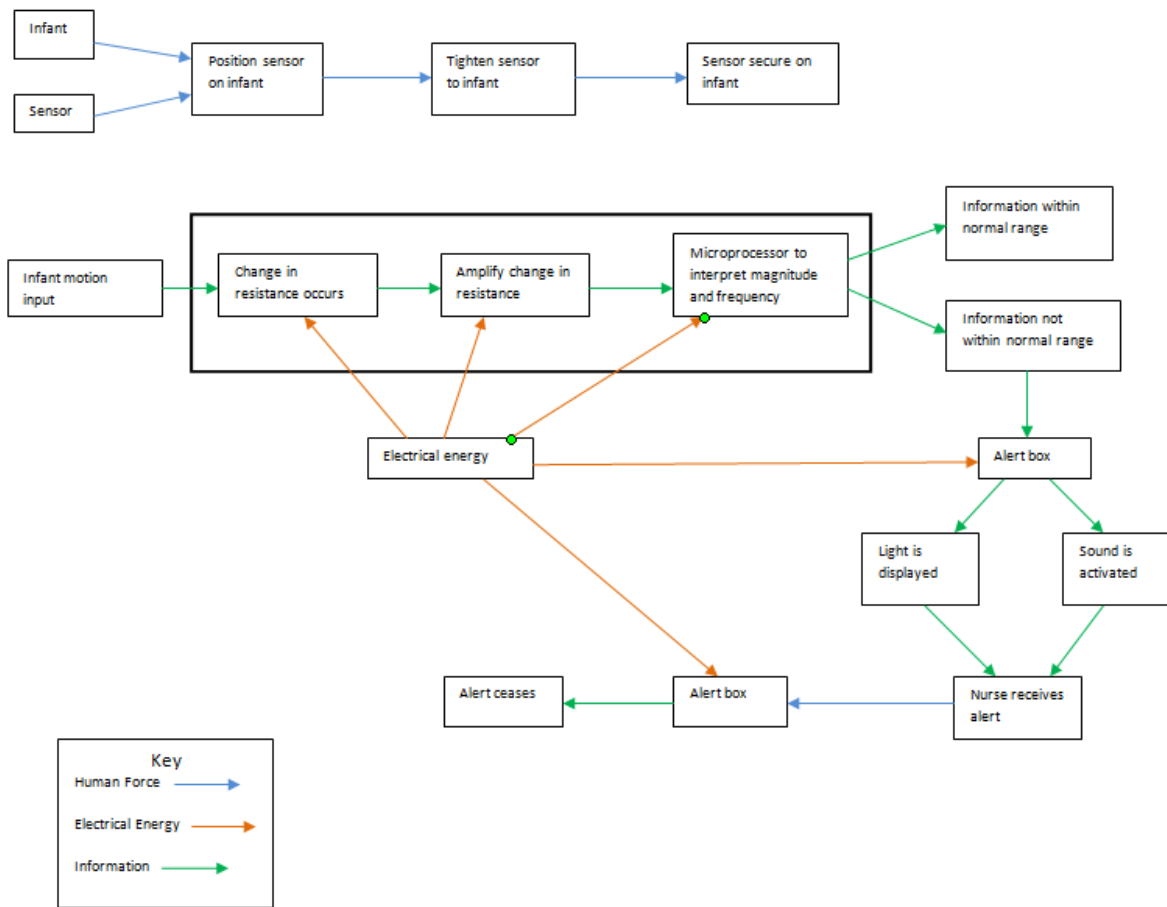 Infant
Sensor
Position sensor
on infant
Tighten sensor
to infant
Sensor secure on
infant
Infant motion
input
Change in
resistance occurs
Amplify change in
resistance
Microprocessor to
interpret magnitude
and frequency
Information within
normal range
Information not
within normal range
Electrical energy
Alert box
Light is
displayed
Sound is
activated
Alert ceases
Alert box
Nurse receives
alert
Key
Human Force
Electrical Energy
Information